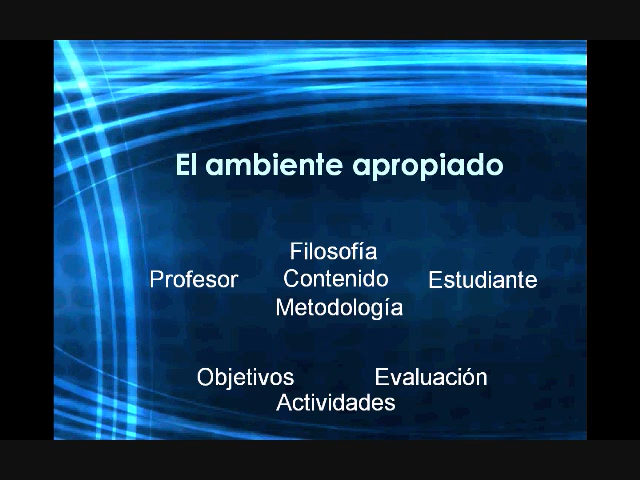 El ambiente apropiado
Filosofía
Profesor Contenido Estudiante
Metodología
Objetivos Evaluación
Actividades